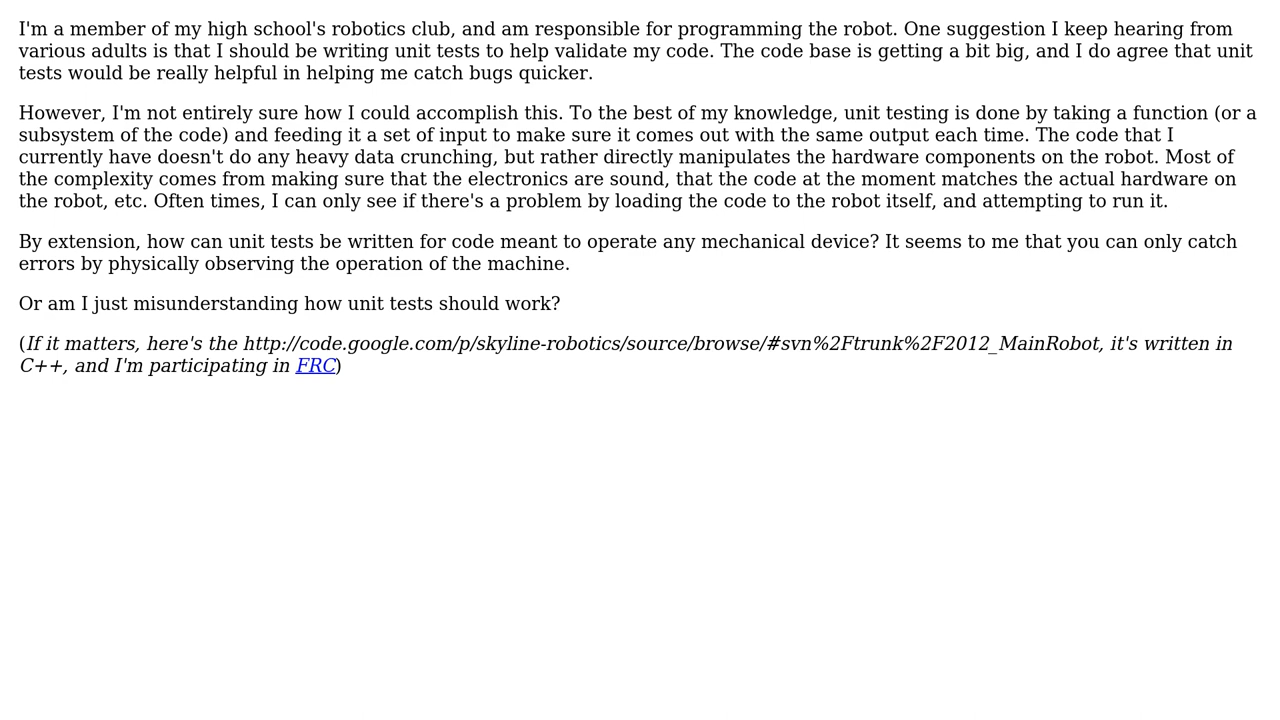 I'm a member of my high school's robotics club, and am responsible for programming the robot. One suggestion I keep hearing from
various adults is that I should be writing unit tests to help validate my code. The code base is getting a bit big, and I do agree that unit
tests would be really helpful in helping me catch bugs quicker.
However, I'm not entirely sure how I could accomplish this. To the best of my knowledge, unit testing is done by taking a function (or a
subsystem of the code) and feeding it a set of input to make sure it comes out with the same output each time. The code that I
currently have doesn't do any heavy data crunching, but rather directly manipulates the hardware components on the robot. Most of
the complexity comes from making sure that the electronics are sound, that the code at the moment matches the actual hardware on
the robot, etc. Often times, I can only see if there's a problem by loading the code to the robot itself, and attempting to run it.
By extension, how can unit tests be written for code meant to operate any mechanical device? It seems to me that you can only catch
errors by physically observing the operation of the machine.
Or am I just misunderstanding how unit tests should work?
(If it matters, here's the http://code.google.com/p/skyline-robotics/source/browse/#svn%2Ftrunk%2F2012_MainRobot, it's written in
C++, and I'm participating in FRC)